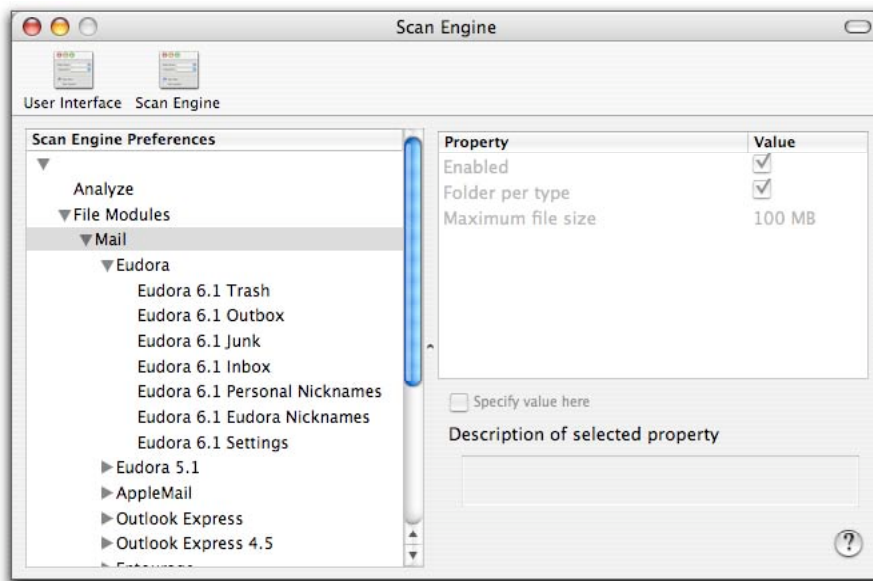 Scan Engine
User Interface Scan Engine
Scan Engine Preferences
Analyze
File Modules
Mail
Eudora
Eudora 6.1 Trash
Eudora 6.1 Outbox
Eudora 6.1 Junk
Eudora 6.1 Inbox
Eudora 6.1 Personal Nicknames
Eudora 6.1 Eudora Nicknames
Eudora 6.1 Settings
Eudora 5.1
AppleMail
Outlook Express
Outlook Express 4.5
Property Value
Enabled
Folder per type
Maximum file size 100 MB
Specify value here
Description of selected property
?